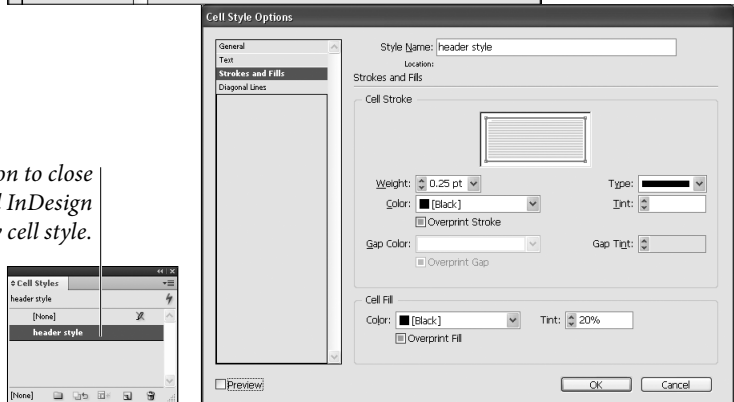 Cell Style Options
General
Text
Strokes and Fills
Diagonal Lines
Style Name: header style
Location:
Strokes and Fills
Cell Stroke
Weight: 0.25 pt
Type:
Color: [Black]
Tint:
Overprint Stroke
Gap Color:
Gap Tint:
Overprint Gap
Cell Fill
Color: [Black]
Tint: 20%
Overprint Fill
Preview
OK
Cancel
on to close
InDesign
cell style.
Cell Styles
header style
[None]
header style
[None]